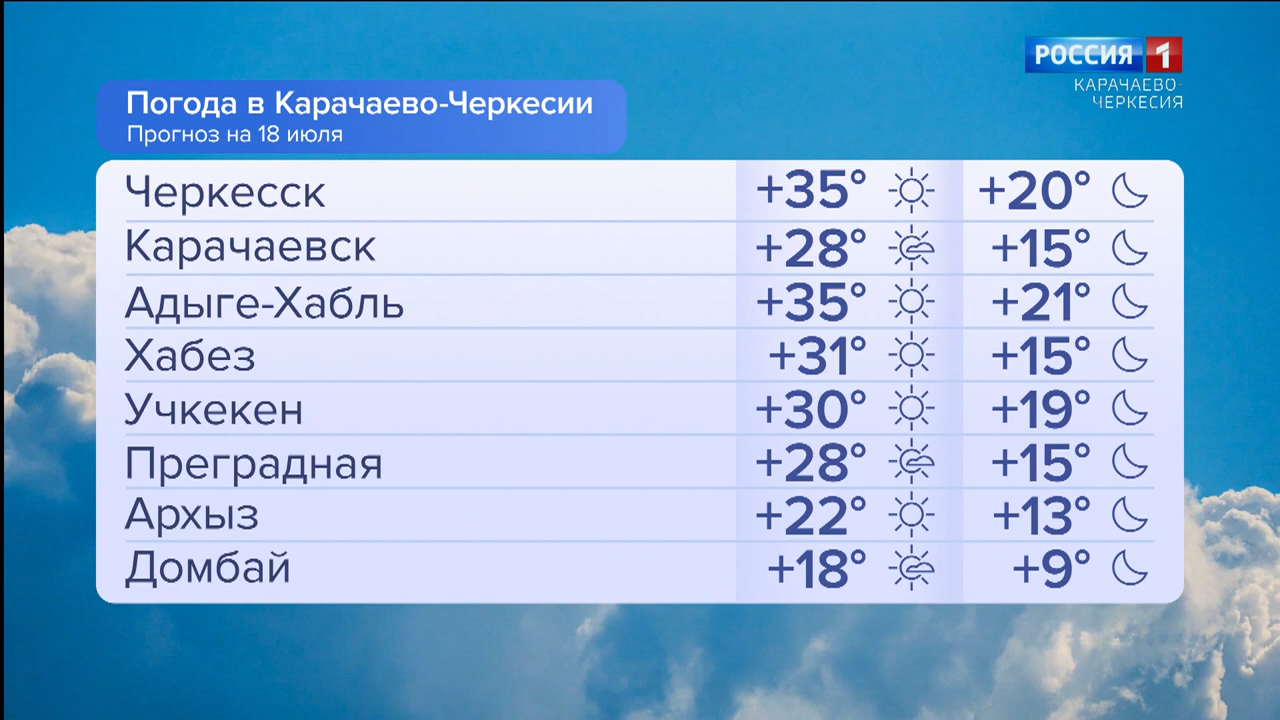 РОССИЯ 1
КАРАЧАЕВО-
ЧЕРКЕСИЯ
Погода в Карачаево-Черкесии
Прогноз на 18 июля
Черкесск +35° +20°
Карачаевск +28° +15°
Адыге-Хабль +35° +21°
Хабез +31° +15°
Учкекен +30° +19°
Преградная +28° +15°
Архыз +22° +13°
Домбай +18° +9°